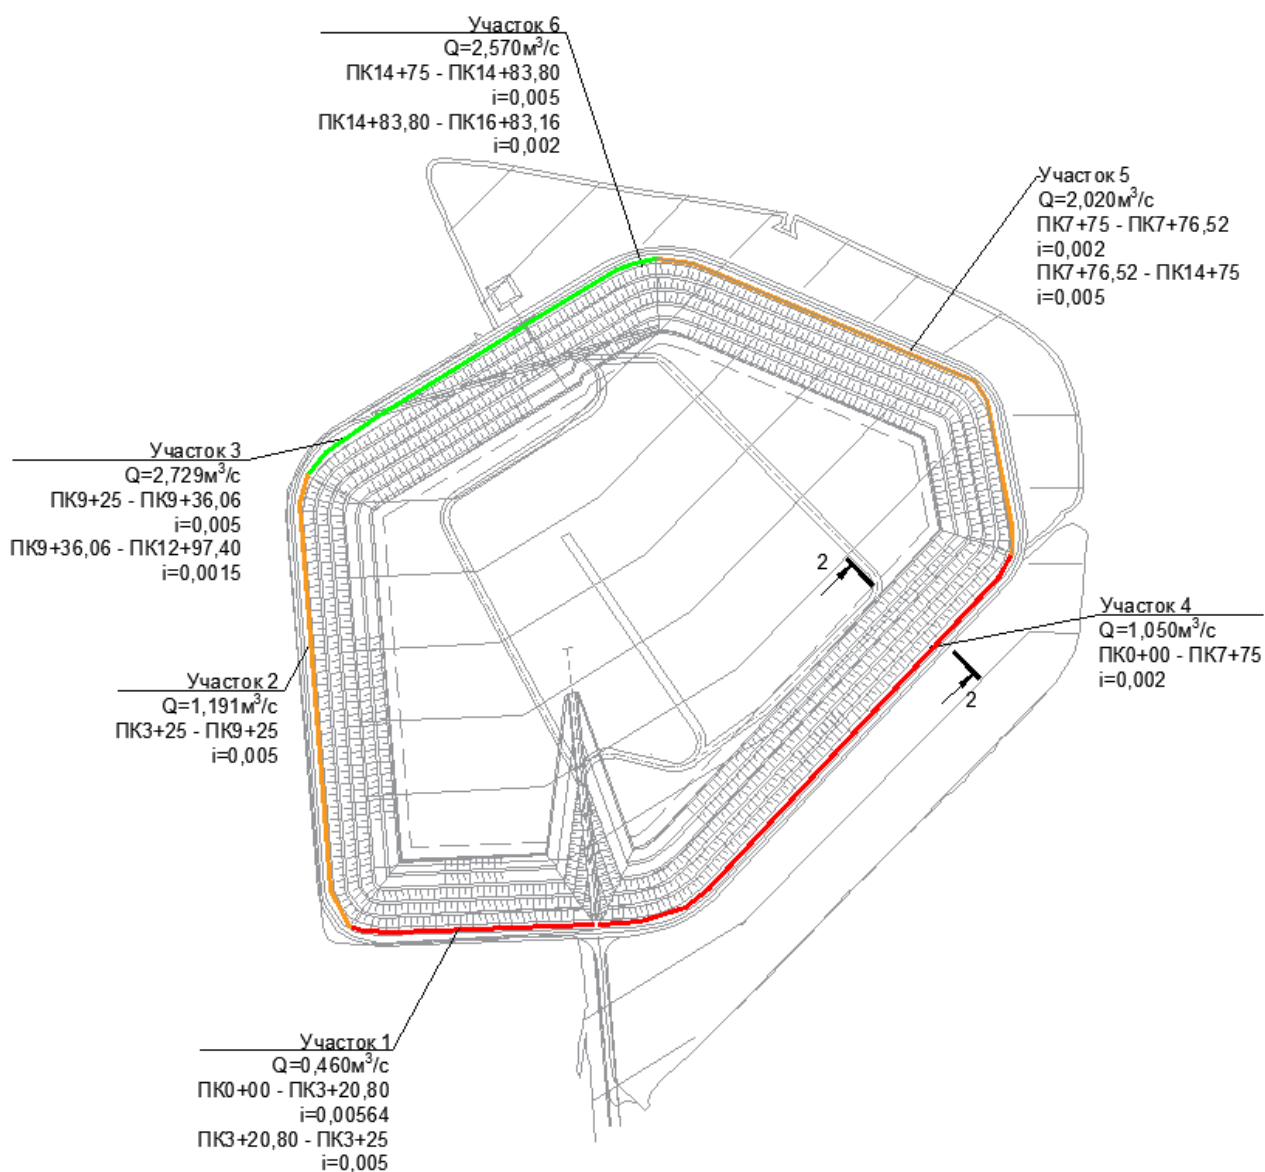 Участок 6
Q=2,570м³/с
ПК14+75 - ПК14+83,80
i=0,005
ПК14+83,80 - ПК16+83,16
i=0,002
Участок 5
Q=2,020м³/с
ПК7+75 - ПК7+76,52
i=0,002
ПК7+76,52 - ПК14+75
i=0,005
Участок 3
Q=2,729м³/с
ПК9+25 - ПК9+36,06
i=0,005
ПК9+36,06 - ПК12+97,40
i=0,0015
2
Участок 4
Q=1,050м³/с
ПК0+00 - ПК7+75
i=0,002
2
Участок 2
Q=1,191м³/с
ПК3+25 - ПК9+25
i=0,005
Участок 1
Q=0,460м³/с
ПК0+00 - ПК3+20,80
i=0,00564
ПК3+20,80 - ПК3+25
i=0,005